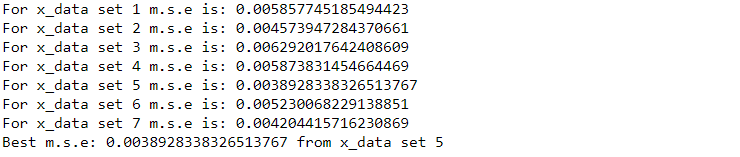 For x_data set 1 m.s.e is: 0.005857745185494423
For x_data set 2 m.s.e is: 0.004573947284370661
For x_data set 3 m.s.e is: 0.006292017642408609
For x_data set 4 m.s.e is: 0.005873831454664469
For x_data set 5 m.s.e is: 0.0038928338326513767
For x_data set 6 m.s.e is: 0.005230068229138851
For x_data set 7 m.s.e is: 0.004204415716230869
Best m.s.e: 0.0038928338326513767 from x_data set 5